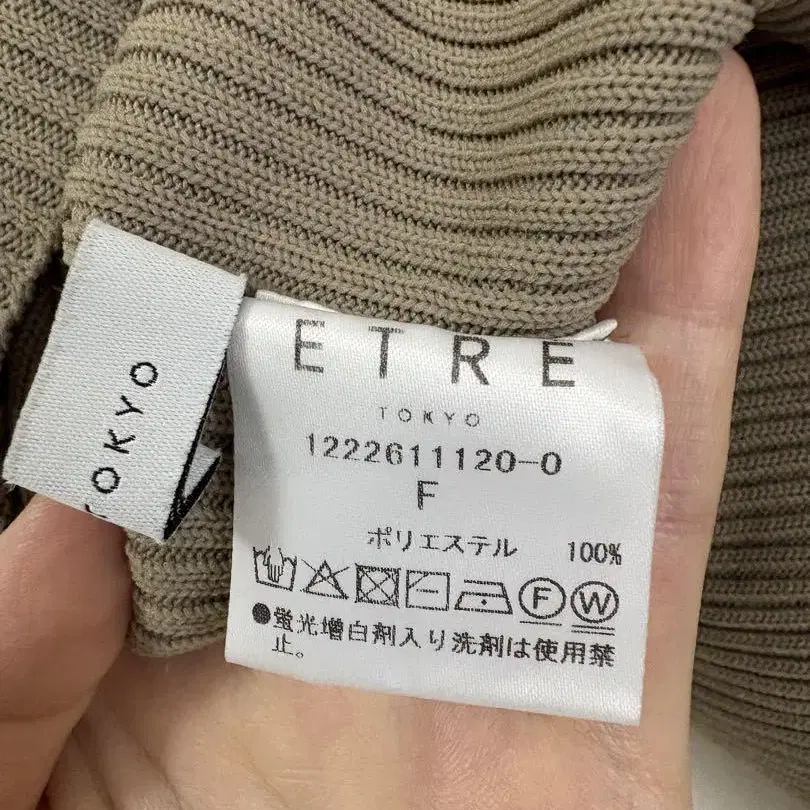 TOKYO
ETRE
TOKYO
1222611120-0
F
ポリエステル 100%
F W
●蛍光増白剤入り洗剤は使用禁
止。